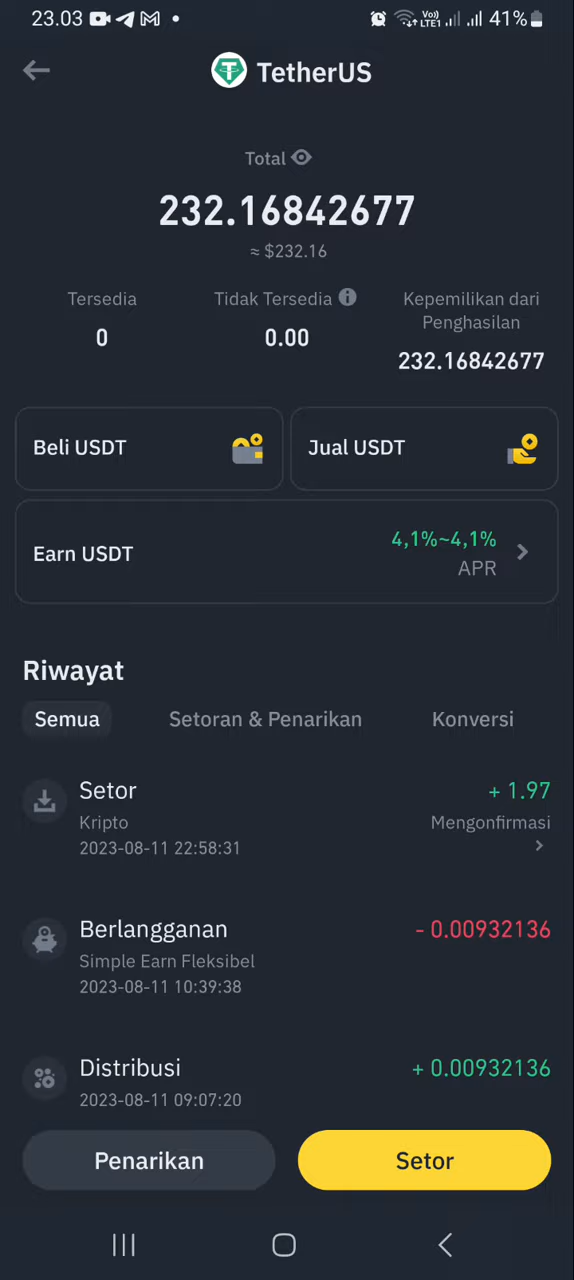 23.03
Vo))
LTE1
41%
TetherUS
Total
232.16842677
≈ $232.16
Tersedia
0
Tidak Tersedia
0.00
Kepemilikan dari
Penghasilan
232.16842677
Beli USDT
Jual USDT
Earn USDT
4,1%~4,1%
APR
Riwayat
Semua
Setoran & Penarikan
Konversi
Setor
+ 1.97
Kripto
Mengonfirmasi
2023-08-11 22:58:31
Berlangganan
- 0.00932136
Simple Earn Fleksibel
2023-08-11 10:39:38
Distribusi
+ 0.00932136
2023-08-11 09:07:20
Penarikan
Setor